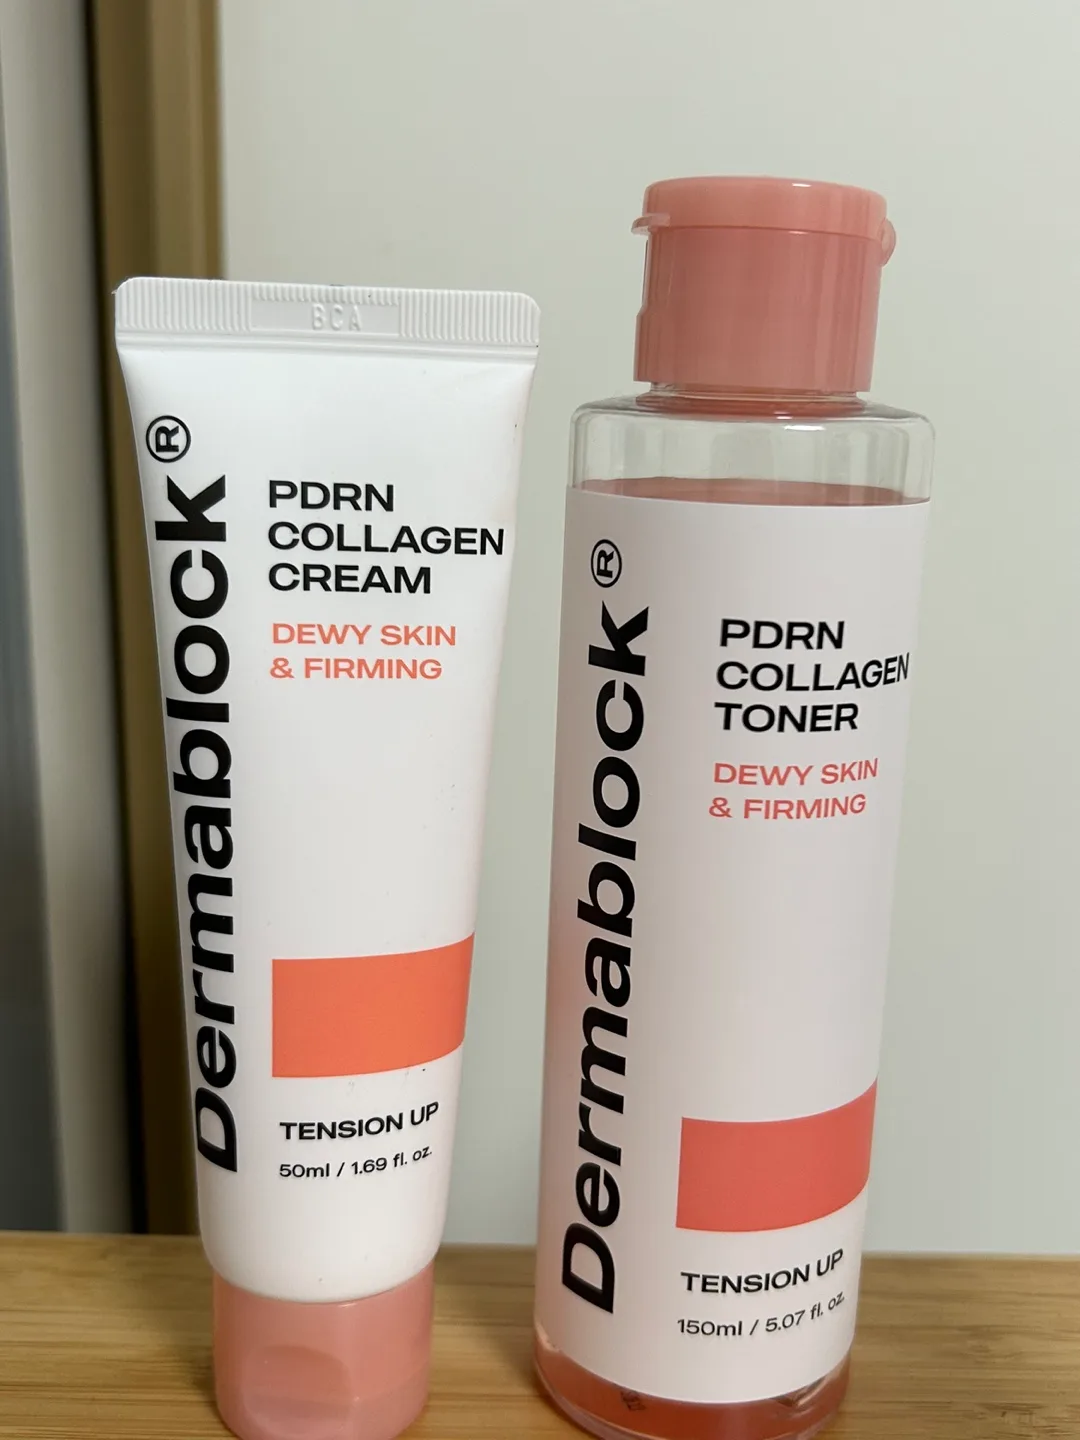 BCA
Dermablock®
PDRN
COLLAGEN
CREAM
DEWY SKIN
& FIRMING
TENSION UP
50ml / 1.69 fl. oz.
Dermablock®
PDRN
COLLAGEN
TONER
DEWY SKIN
& FIRMING
TENSION UP
150ml / 5.07 fl. oz.